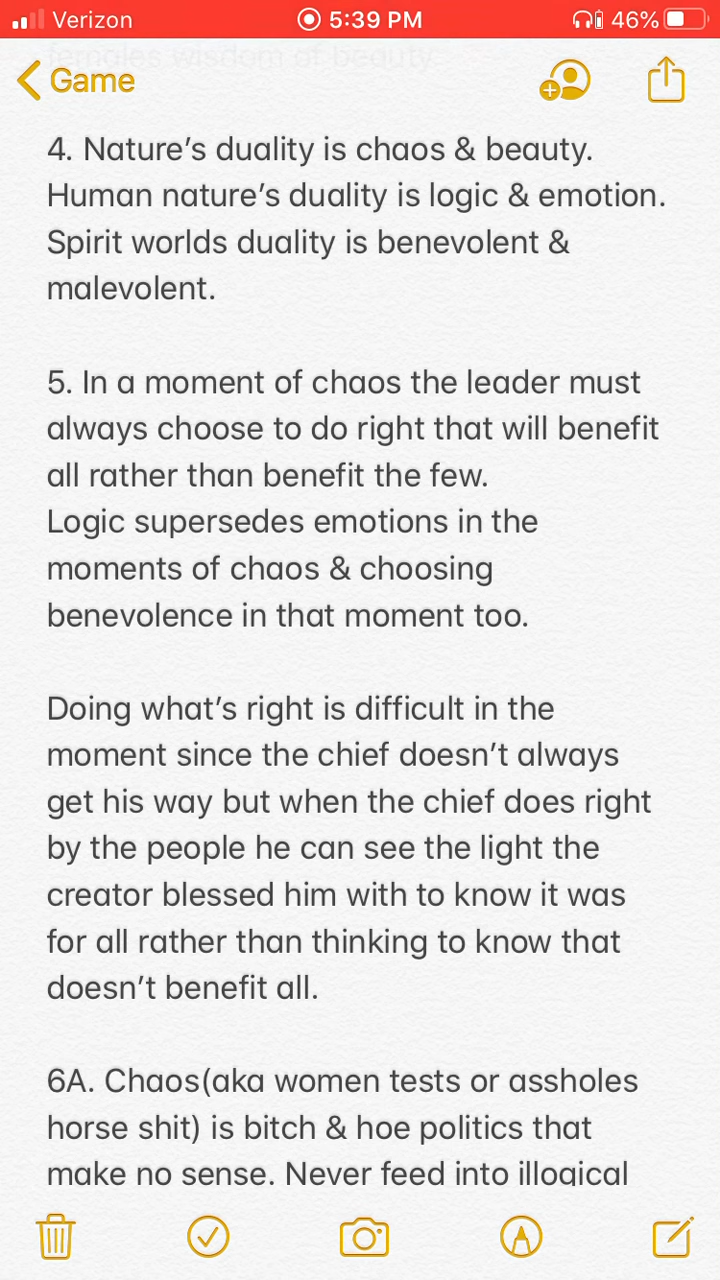 Verizon 5:39 PM 46%
females wisdom of beauty.
Game
4. Nature’s duality is chaos & beauty.
Human nature’s duality is logic & emotion.
Spirit worlds duality is benevolent &
malevolent.
5. In a moment of chaos the leader must
always choose to do right that will benefit
all rather than benefit the few.
Logic supersedes emotions in the
moments of chaos & choosing
benevolence in that moment too.
Doing what’s right is difficult in the
moment since the chief doesn’t always
get his way but when the chief does right
by the people he can see the light the
creator blessed him with to know it was
for all rather than thinking to know that
doesn’t benefit all.
6A. Chaos(aka women tests or assholes
horse shit) is bitch & hoe politics that
make no sense. Never feed into illogical